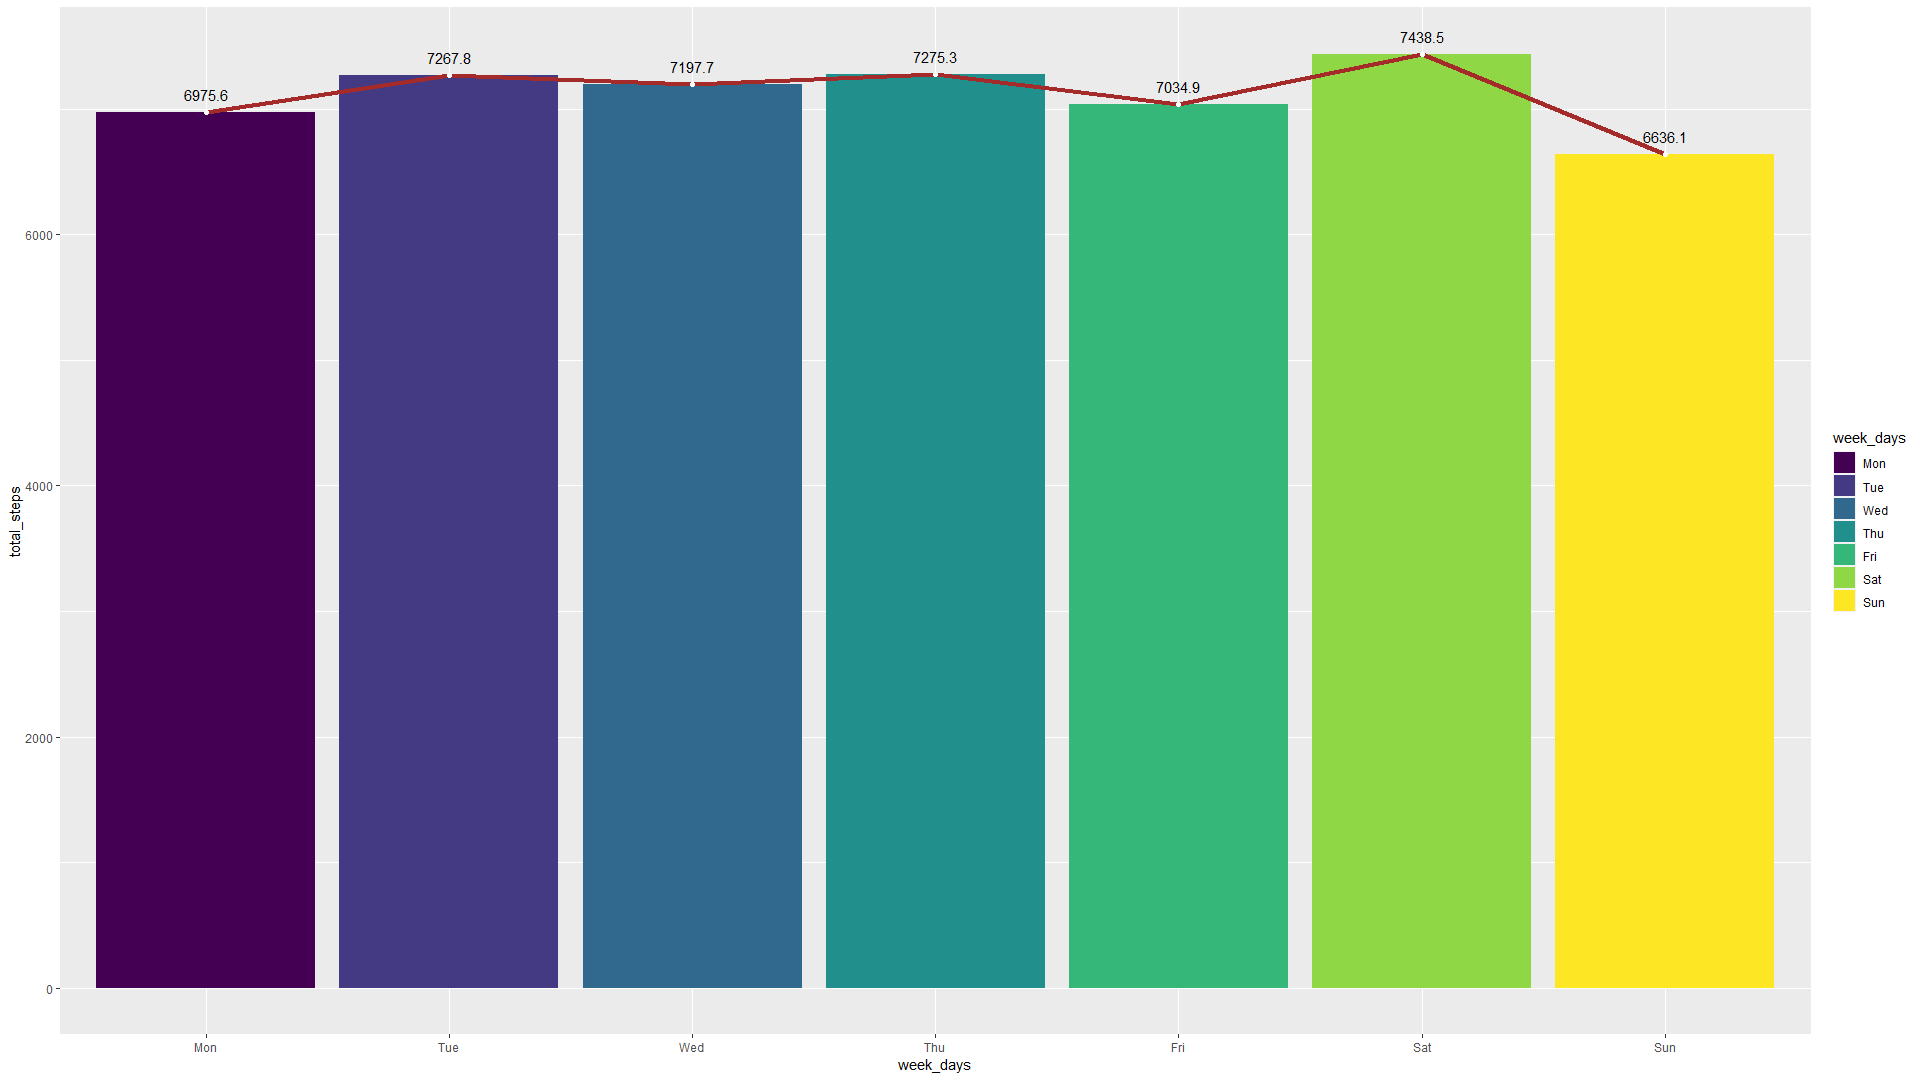 7438.5
7267.8
7275.3
7197.7
7034.9
6975.6
6636.1
6000
4000
2000
0
total_steps
Mon
Tue
Wed
Thu
Fri
Sat
Sun
week_days
week_days
Mon
Tue
Wed
Thu
Fri
Sat
Sun